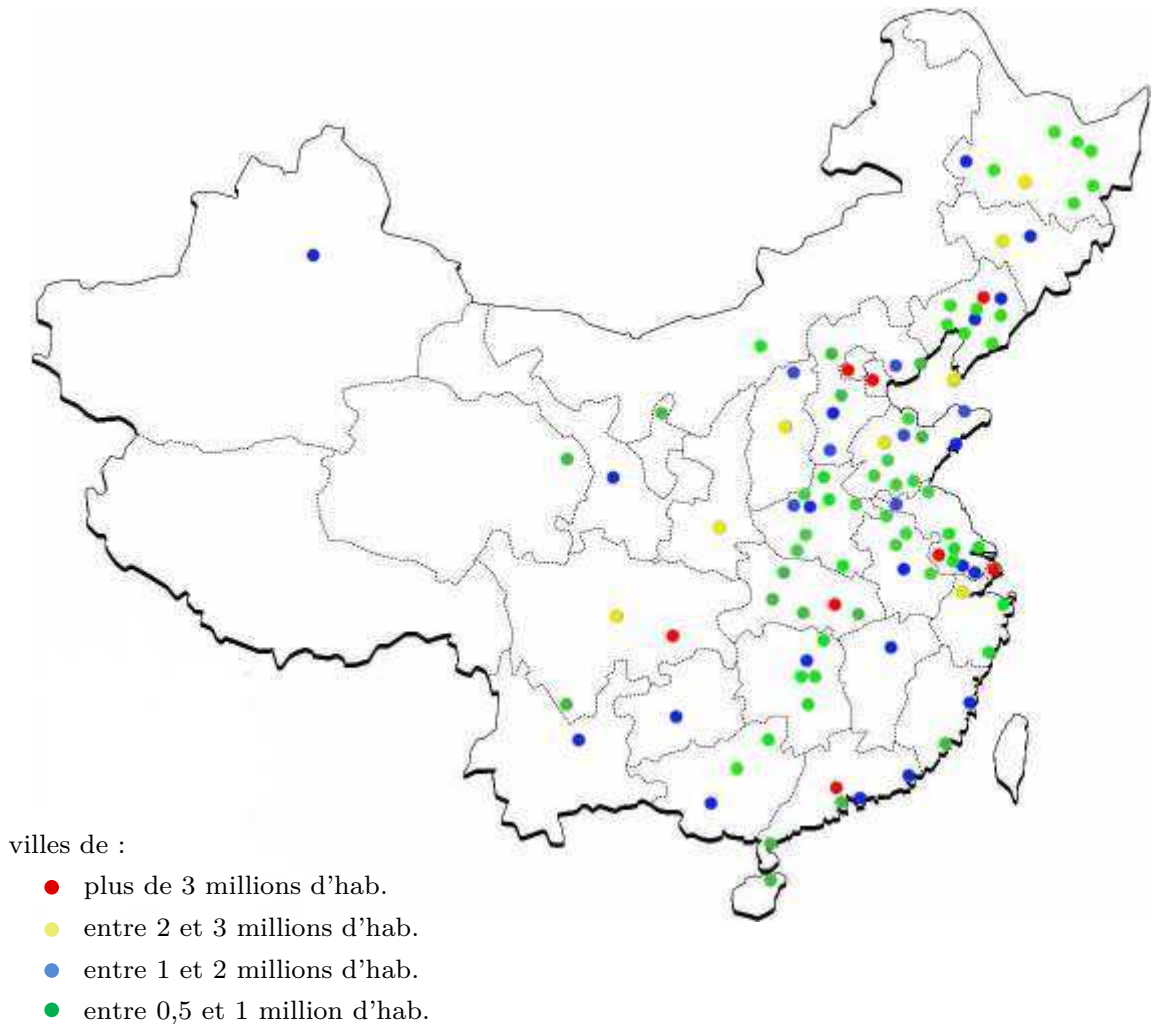 villes de :
plus de 3 millions d'hab.
entre 2 et 3 millions d'hab.
entre 1 et 2 millions d'hab.
entre 0,5 et 1 million d'hab.